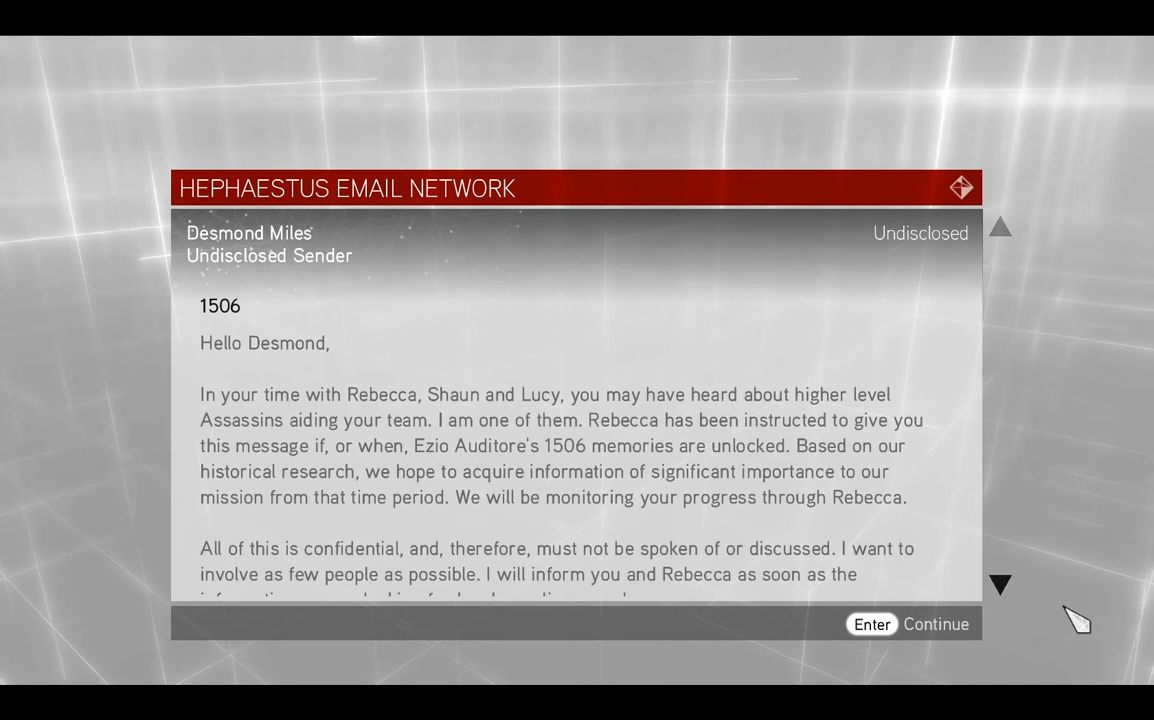 HEPHAESTUS EMAIL NETWORK
Desmond Miles
Undisclosed
Undisclosed Sender
1506
Hello Desmond,
In your time with Rebecca, Shaun and Lucy, you may have heard about higher level
Assassins aiding your team. I am one of them. Rebecca has been instructed to give you
this message if, or when, Ezio Auditore's 1506 memories are unlocked. Based on our
historical research, we hope to acquire information of significant importance to our
mission from that time period. We will be monitoring your progress through Rebecca.
All of this is confidential, and, therefore, must not be spoken of or discussed. I want to
involve as few people as possible. I will inform you and Rebecca as soon as the
Enter Continue